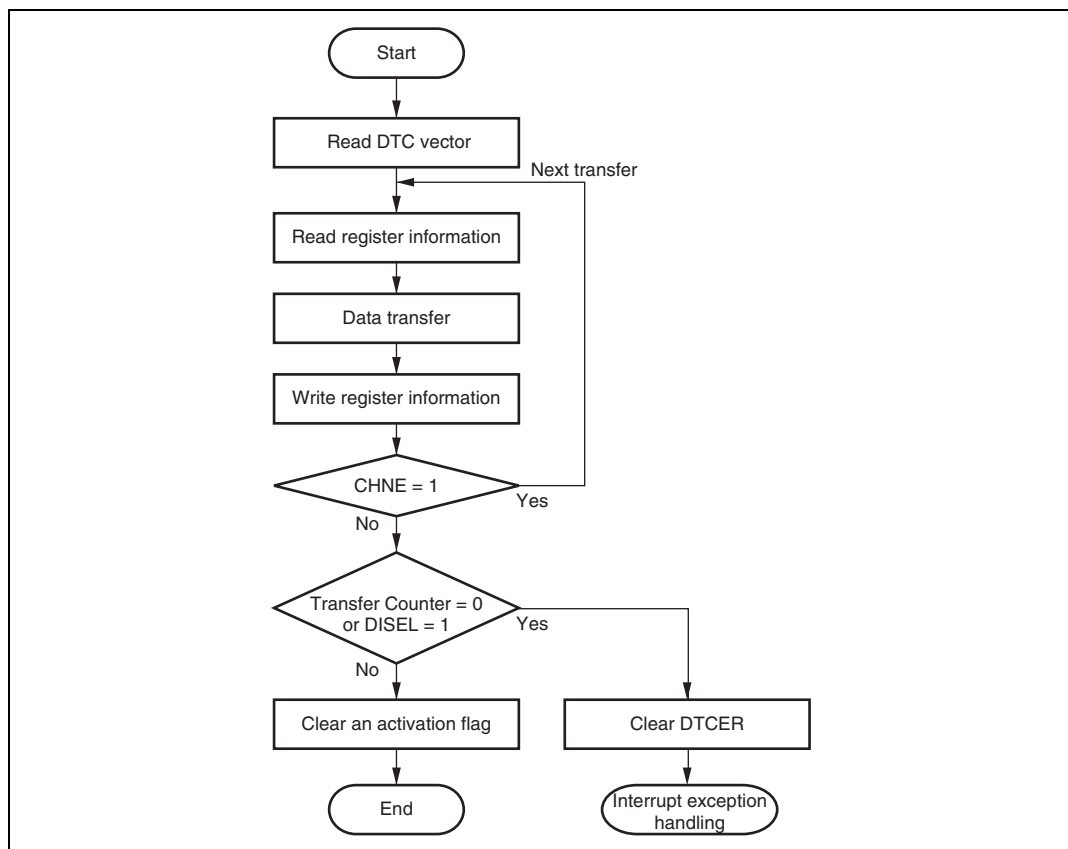 Start
Read DTC vector
Next transfer
Read register information
Data transfer
Write register information
CHNE = 1
Yes
No
Transfer Counter = 0
or DISEL = 1
Yes
No
Clear an activation flag
Clear DTCER
End
Interrupt exception
handling